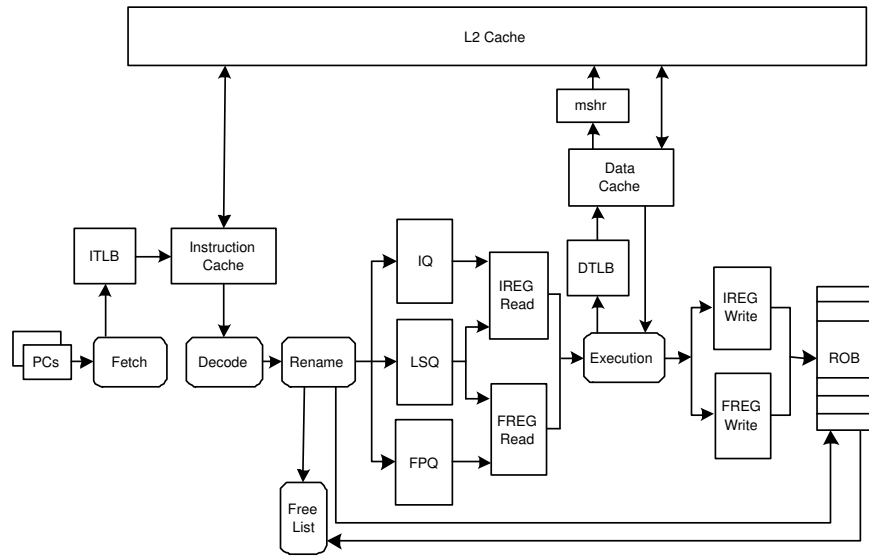 L2 Cache
mshr
Data
Cache
ITLB
Instruction
Cache
IQ
IREG
Read
DTLB
IREG
Write
PCs
Fetch
Decode
Rename
LSQ
Execution
ROB
FREG
Read
FREG
Write
FPQ
Free
List